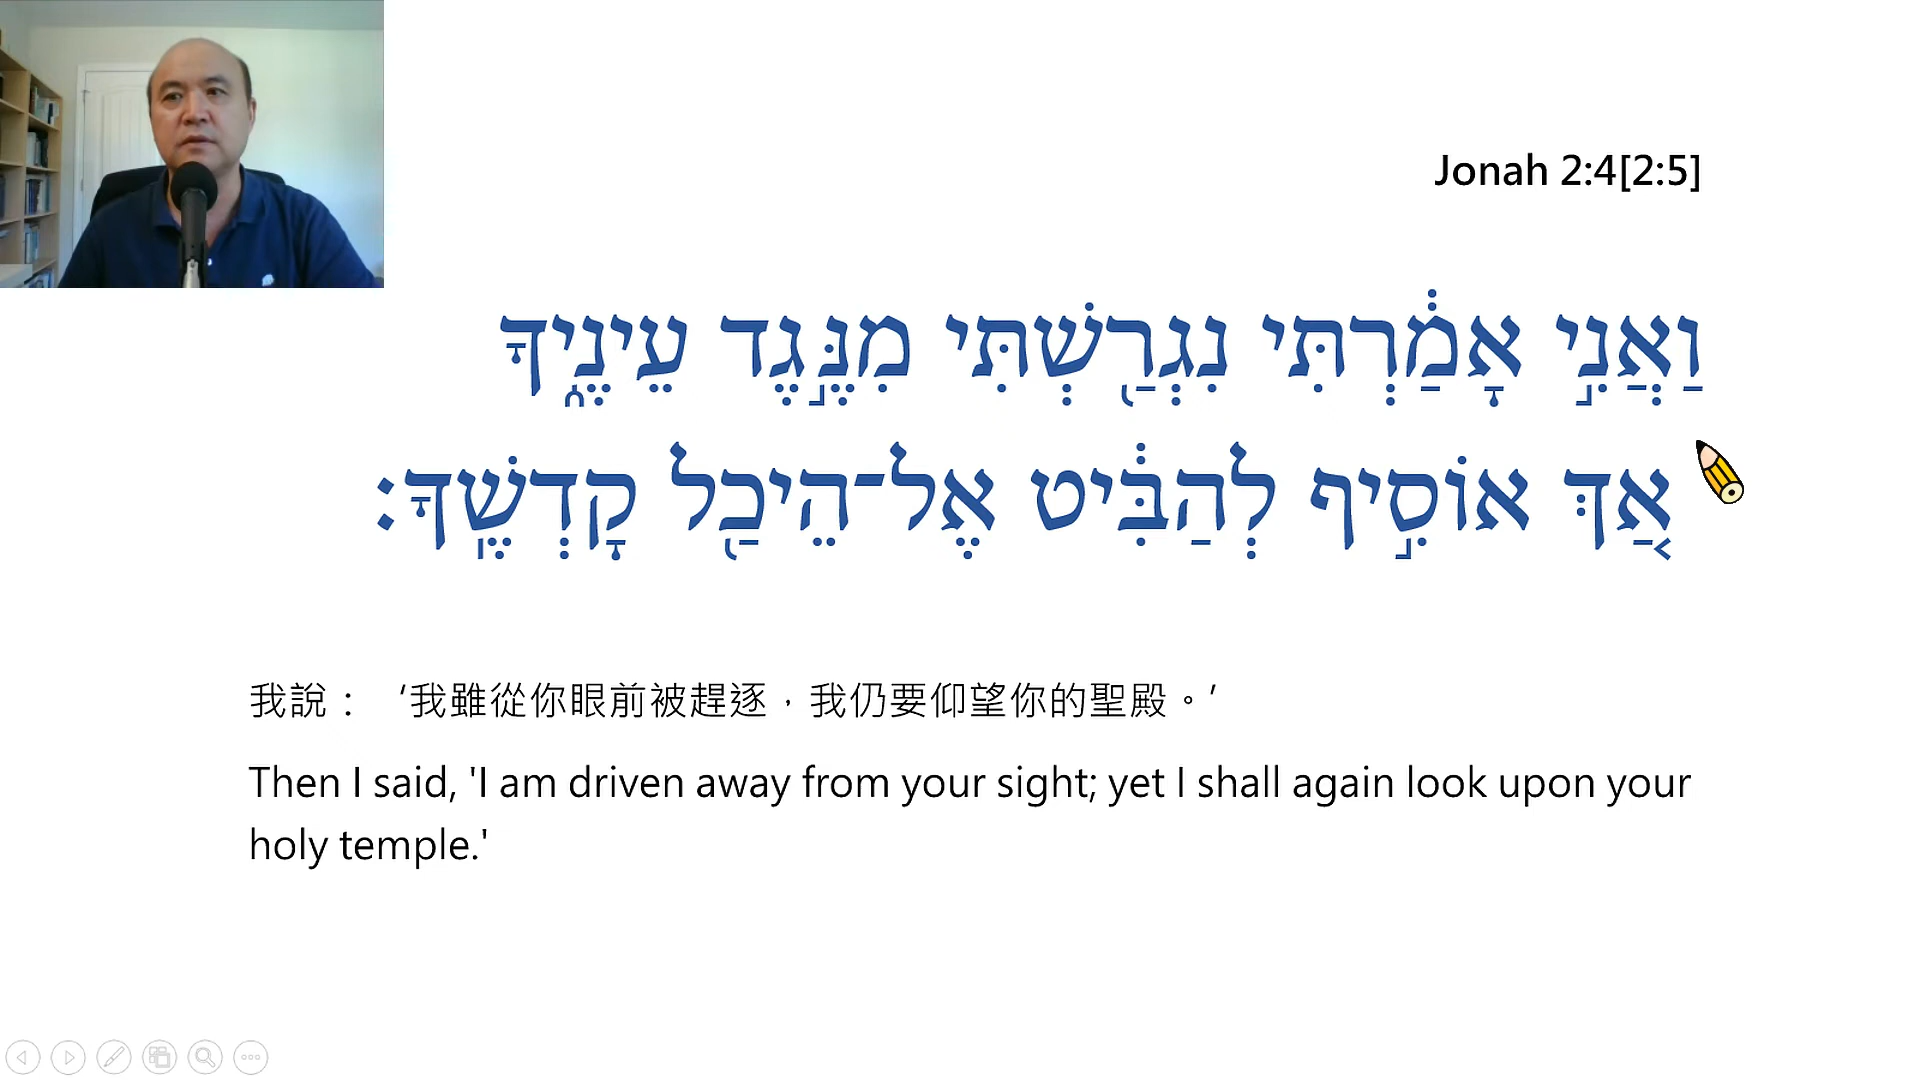 Jonah 2:4[2:5]
וַאֲנִ֣י אָמַ֔רְתִּי נִגְרַ֖שְׁתִּי מִנֶּ֣גֶד עֵינֶ֑יךָ
אַ֚ךְ אוֹסִ֣יף לְהַבִּ֔יט אֶל־הֵיכַ֖ל קָדְשֶֽׁךָ׃
我說： ‘我雖從你眼前被趕逐，我仍要仰望你的聖殿。’
Then I said, 'I am driven away from your sight; yet I shall again look upon your
holy temple.'